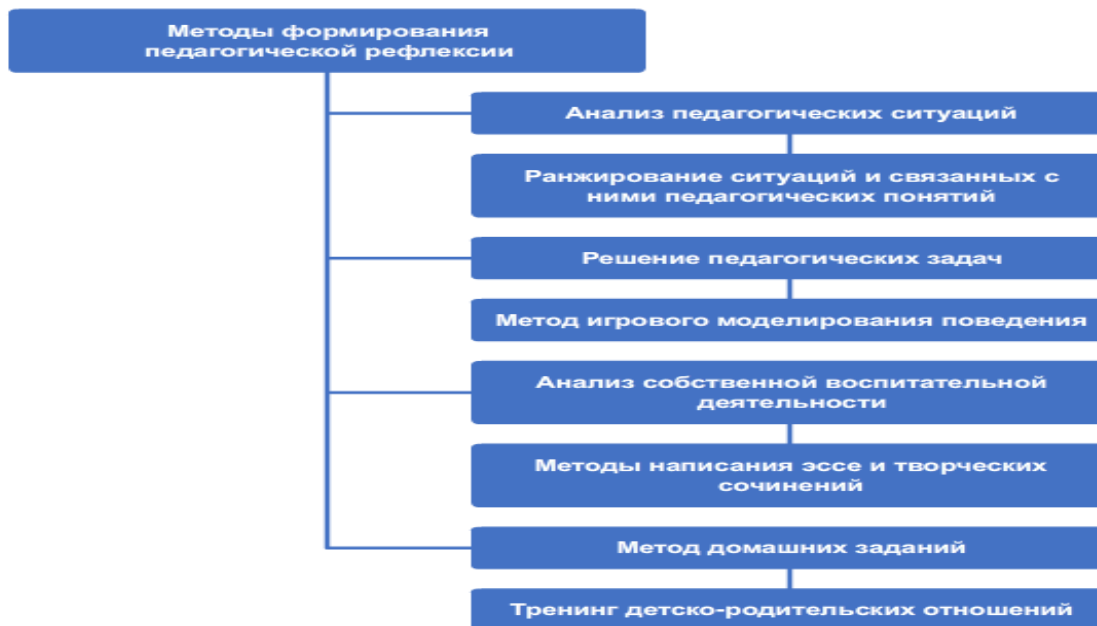 Методы формирования
педагогической рефлексии
Анализ педагогических ситуаций
Ранжирование ситуаций и связанных с
ними педагогических понятий
Решение педагогических задач
Метод игрового моделирования поведения
Анализ собственной воспитательной
деятельности
Методы написания эссе и творческих
сочинений
Метод домашних заданий
Тренинг детско-родительских отношений